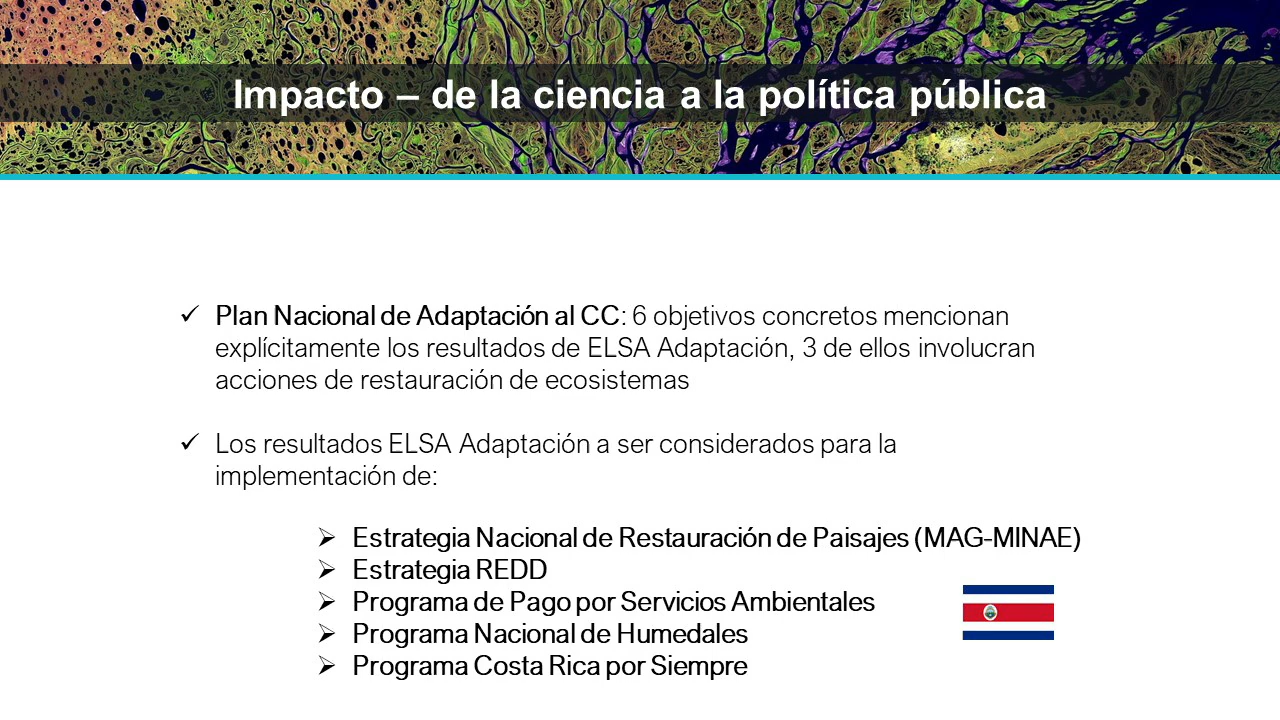 Impacto – de la ciencia a la política pública
✓ Plan Nacional de Adaptación al CC: 6 objetivos concretos mencionan
explícitamente los resultados de ELSA Adaptación, 3 de ellos involucran
acciones de restauración de ecosistemas
✓ Los resultados ELSA Adaptación a ser considerados para la
implementación de:
➢ Estrategia Nacional de Restauración de Paisajes (MAG-MINAE)
➢ Estrategia REDD
➢ Programa de Pago por Servicios Ambientales
➢ Programa Nacional de Humedales
➢ Programa Costa Rica por Siempre